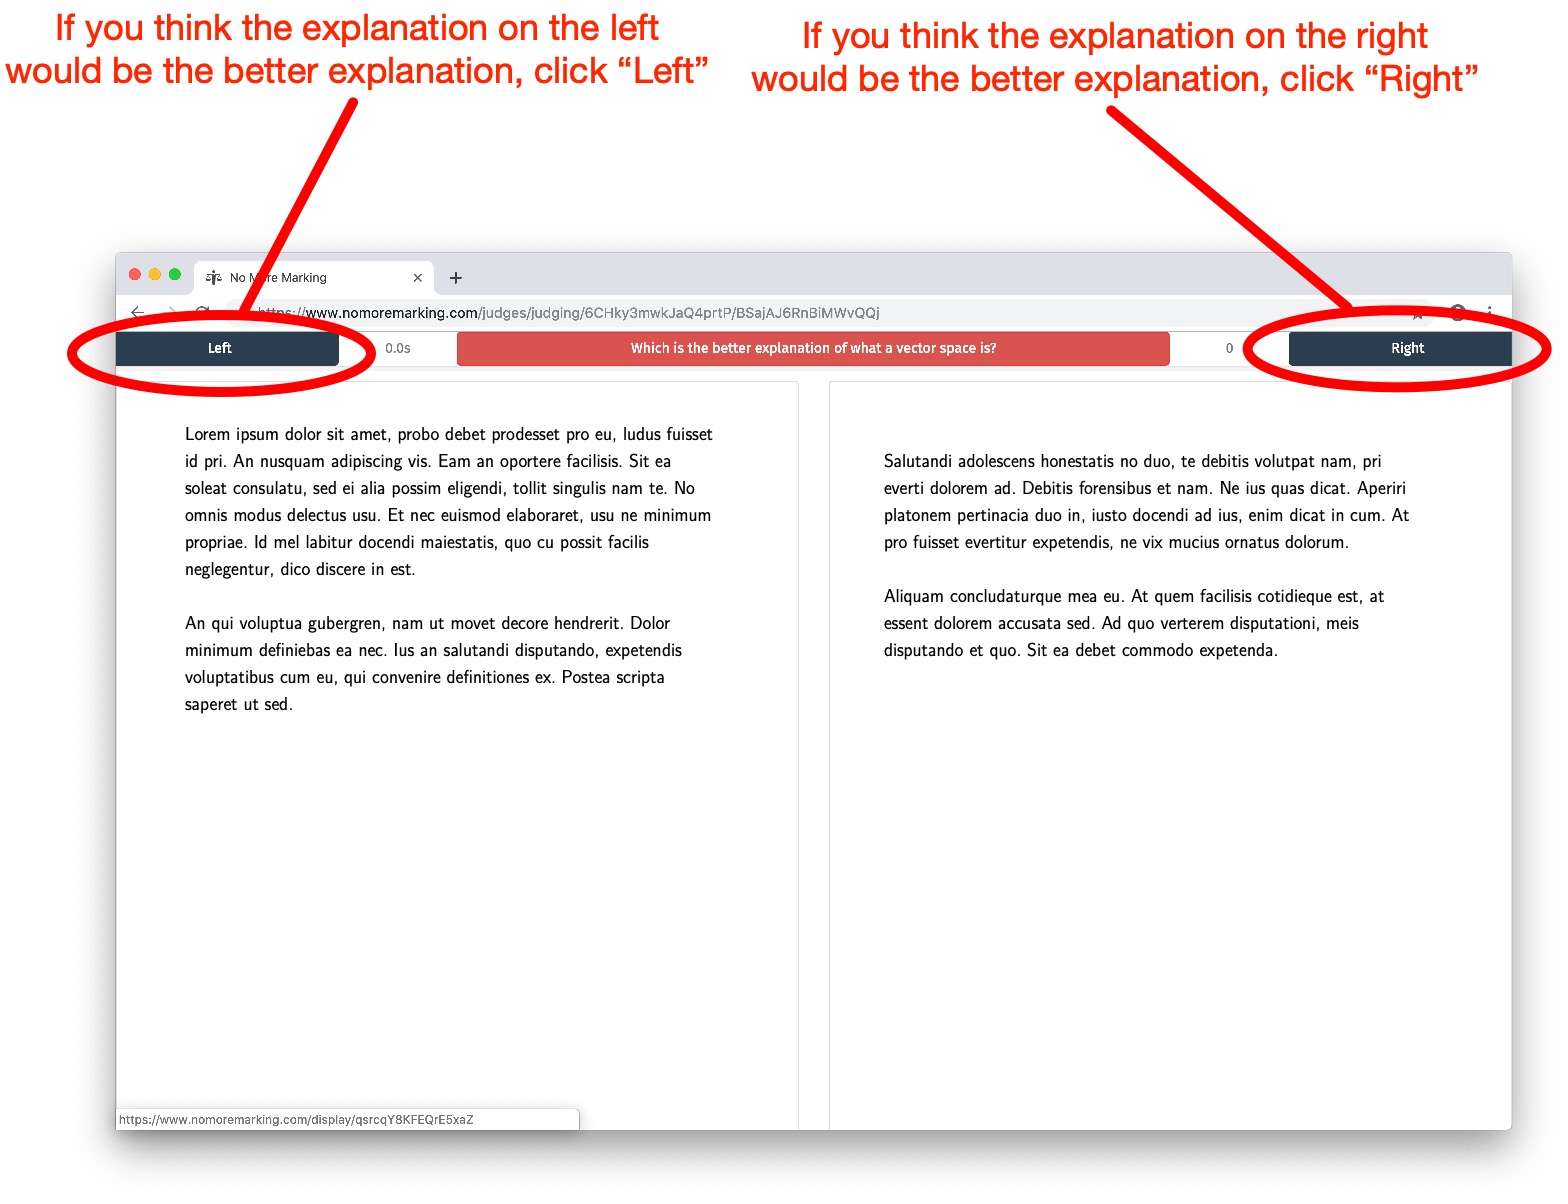 If you think the explanation on the left
would be the better explanation, click “Left”
If you think the explanation on the right
would be the better explanation, click “Right”
No More Marking
https://www.nomoremarking.com/judges/judging/6CHky3mwkJaQ4prtP/BSajAJ6RnBiMWvQQj
Left
0.0s
Which is the better explanation of what a vector space is?
0
Right
Lorem ipsum dolor sit amet, probo debet prodesset pro eu, ludus fuisset
id pri. An nusquam adipiscing vis. Eam an oportere facilisis. Sit ea
soleat consulatu, sed ei alia possim eligendi, tollit singulis nam te. No
omnis modus delectus usu. Et nec euismod elaboraret, usu ne minimum
propriae. Id mel labitur docendi maiestatis, quo cu possit facilis
neglegentur, dico discere in est.
An qui voluptua gubergren, nam ut movet decore hendrerit. Dolor
minimum definiebas ea nec. Ius an salutandi disputando, expetendis
voluptatibus cum eu, qui convenire definitiones ex. Postea scripta
saperet ut sed.
Salutandi adolescens honestatis no duo, te debitis volutpat nam, pri
everti dolorem ad. Debitis forensibus et nam. Ne ius quas dicat. Aperiri
platonem pertinacia duo in, iusto docendi ad ius, enim dicat in cum. At
pro fuisset evertitur expetendis, ne vix mucius ornatus dolorum.
Aliquam concludaturque mea eu. At quem facilisis cotidieque est, at
essent dolorem accusata sed. Ad quo verterem disputationi, meis
disputando et quo. Sit ea debet commodo expetenda.
https://www.nomoremarking.com/display/qsrcqY8KFEQrE5xaZ